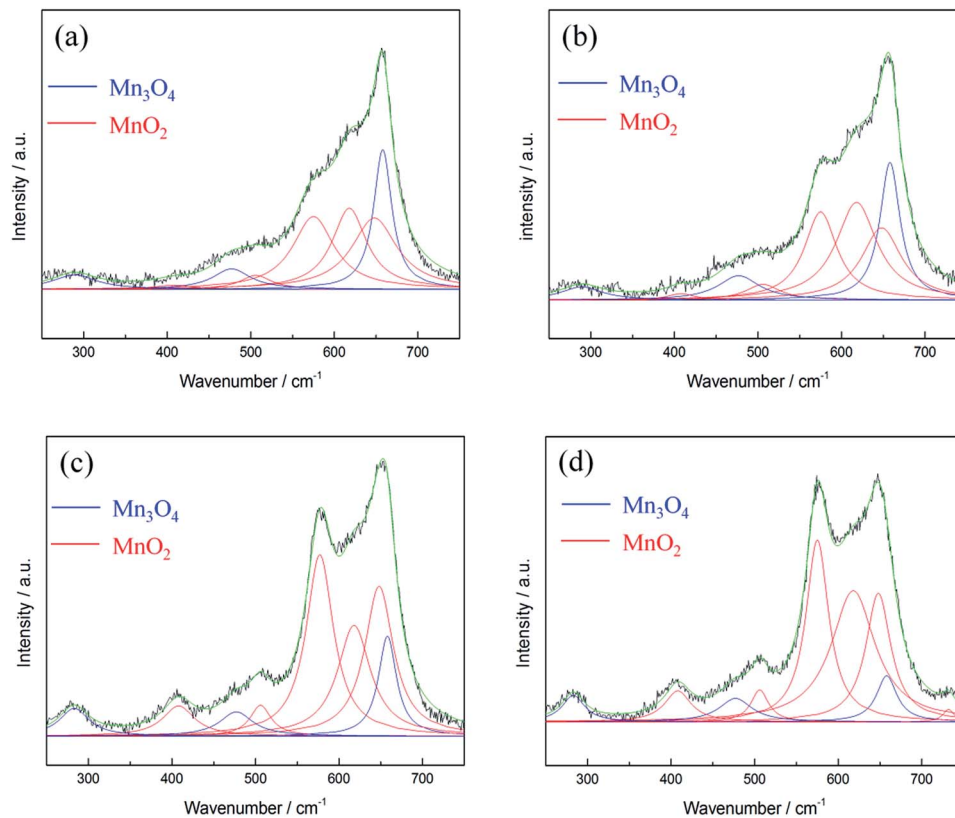 (a)
Mn₃O₄
MnO₂
Intensity / a.u.
300 400 500 600 700
Wavenumber / cm⁻¹
(b)
Mn₃O₄
MnO₂
intensity / a.u.
300 400 500 600 700
Wavenumber / cm⁻¹
(c)
Mn₃O₄
MnO₂
Intensity / a.u.
300 400 500 600 700
Wavenumber / cm⁻¹
(d)
Mn₃O₄
MnO₂
Intensity / a.u.
300 400 500 600 700
Wavenumber / cm⁻¹